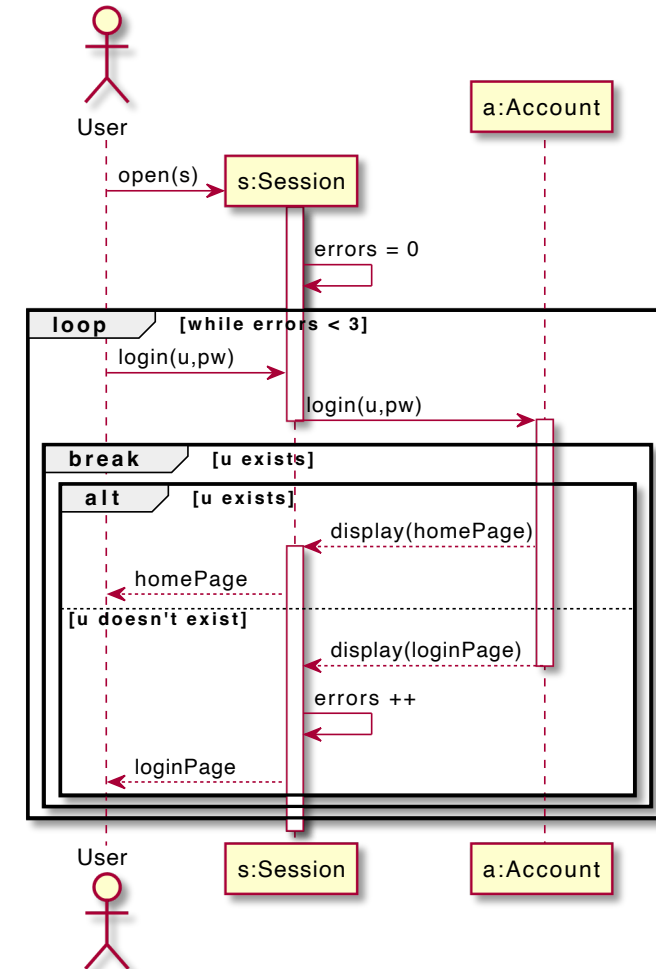 User
a:Account
open(s)
s:Session
errors = 0
loop [while errors < 3]
login(u,pw)
login(u,pw)
break [u exists]
alt [u exists]
display(homePage)
homePage
[u doesn't exist]
display(loginPage)
errors ++
loginPage
User
s:Session
a:Account